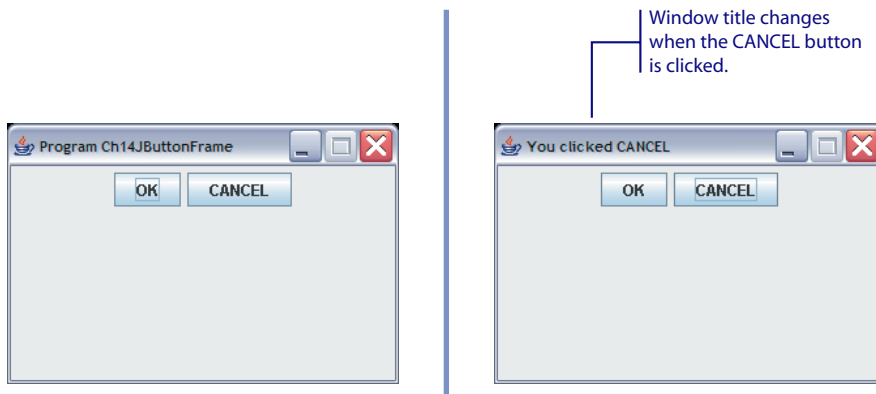 Window title changes
when the CANCEL button
is clicked.
Program Ch14JButtonFrame
OK CANCEL
You clicked CANCEL
OK CANCEL